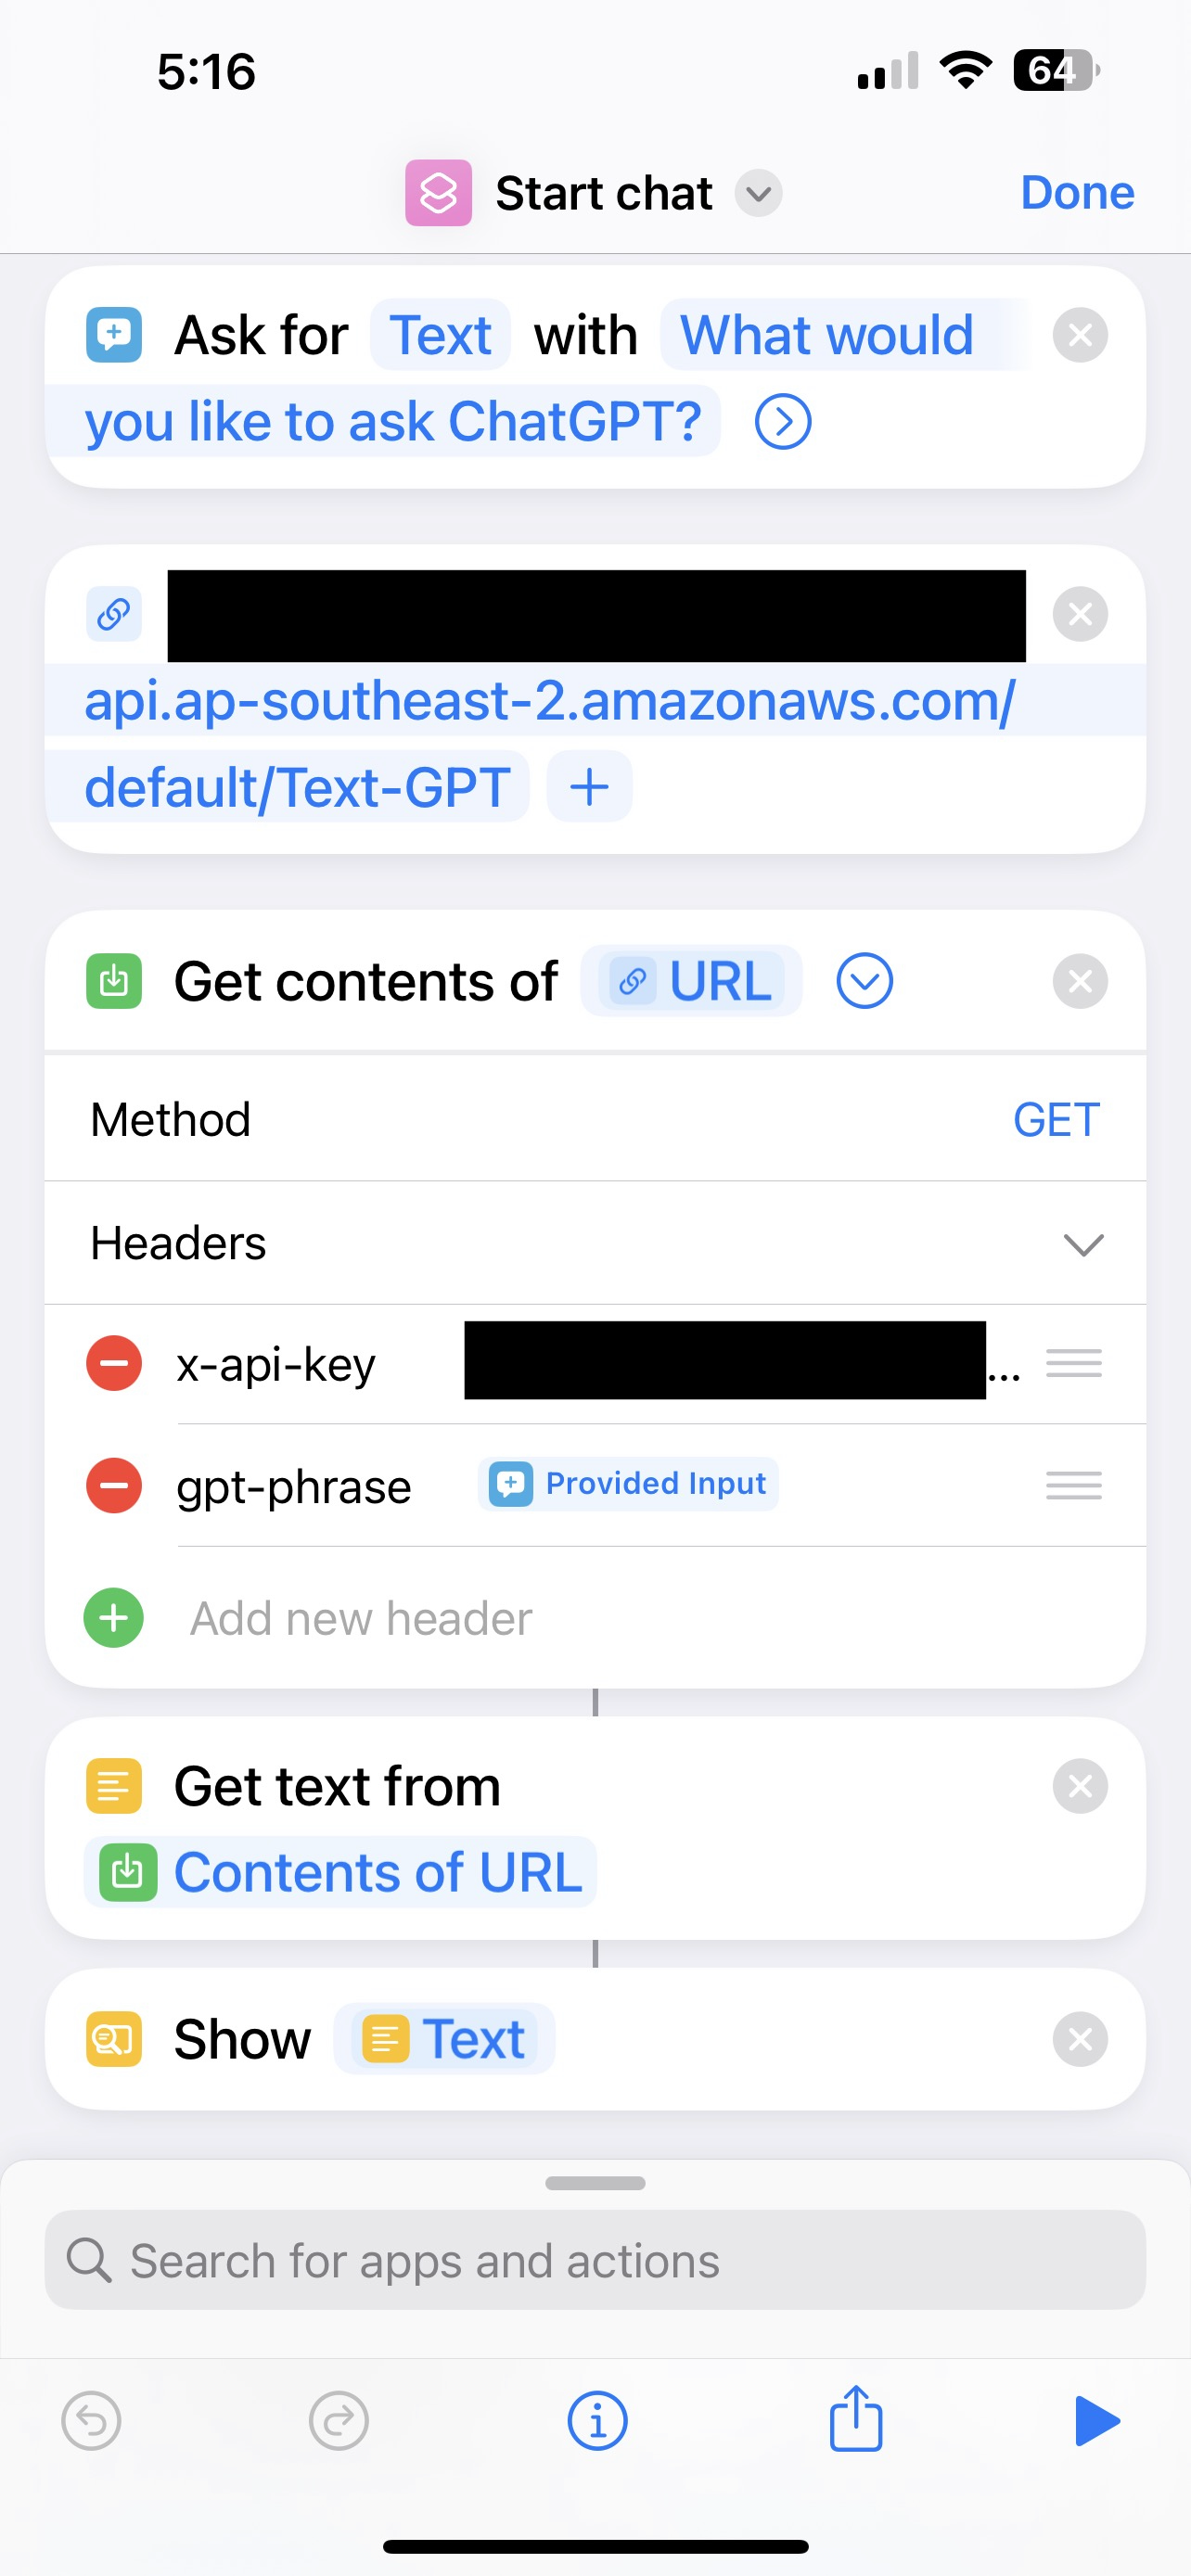 5:16
64
Start chat
Done
Ask for Text with What would
you like to ask ChatGPT?
api.ap-southeast-2.amazonaws.com/
default/Text-GPT
Get contents of URL
Method GET
Headers
x-api-key ...
gpt-phrase Provided Input
Add new header
Get text from
Contents of URL
Show Text
Search for apps and actions